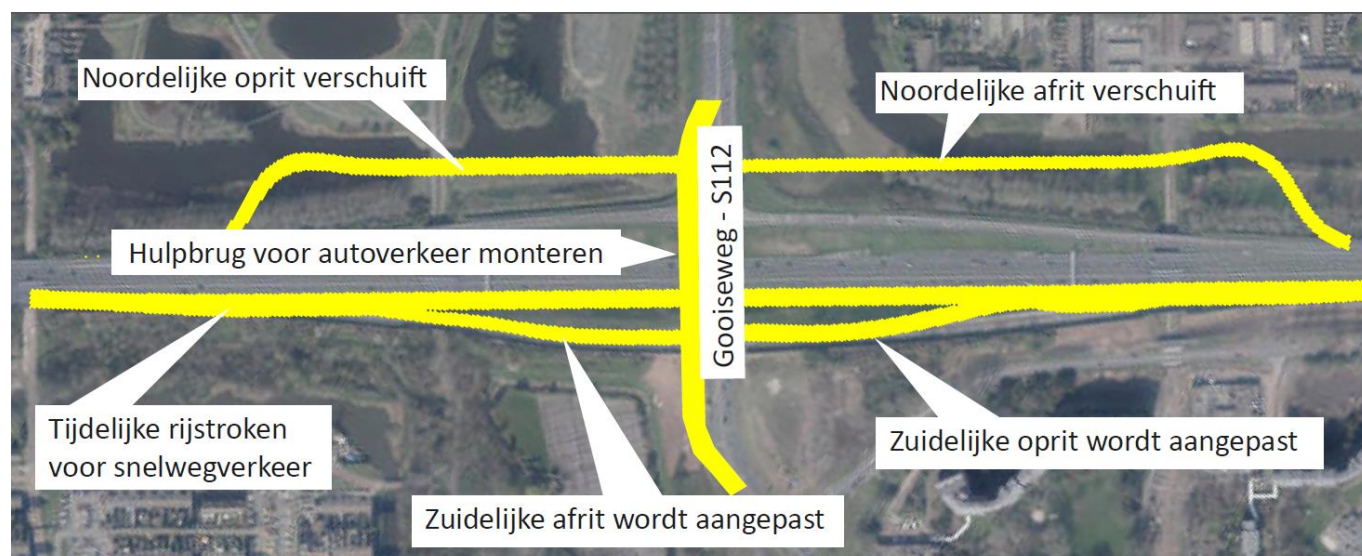 Noordelijke oprit verschuift
Noordelijke afrit verschuift
Gooiseweg - S112
Hulpbrug voor autoverkeer monteren
Tijdelijke rijstroken
voor snelwegverkeer
Zuidelijke oprit wordt aangepast
Zuidelijke afrit wordt aangepast